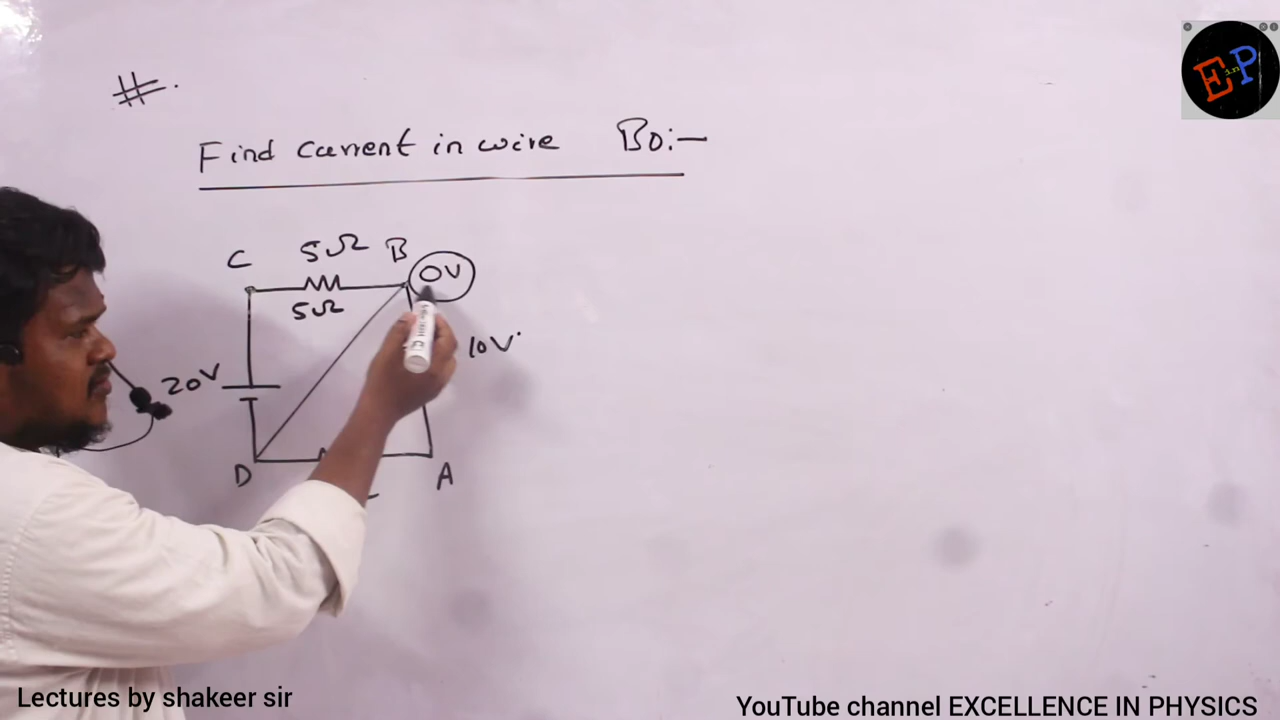 #.
Find Current in wire BD:-
C 5Ω B 0V
5Ω
10V
20V
D A
E in P
Lectures by shakeer sir
YouTube channel EXCELLENCE IN PHYSICS